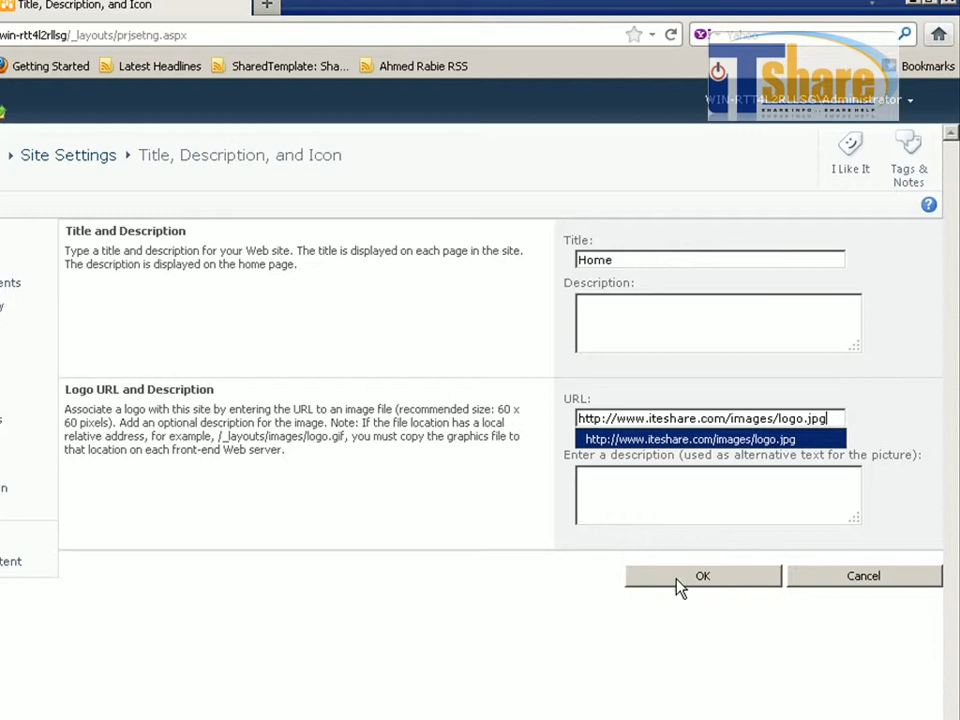 Title, Description, and Icon
win-rtt4l2rllsg/_layouts/prjsetng.aspx
Yahoo
Getting Started
Latest Headlines
SharedTemplate: Sha...
Ahmed Rabie RSS
Bookmarks
ITshare
SHARE INFO .. SHARE HELP
WIN-RTT4L2RLLSG\Administrator
Site Settings
Title, Description, and Icon
I Like It
Tags &
Notes
Title and Description
Type a title and description for your Web site. The title is displayed on each page in the site.
The description is displayed on the home page.
Title:
Home
Description:
Logo URL and Description
Associate a logo with this site by entering the URL to an image file (recommended size: 60 x
60 pixels). Add an optional description for the image. Note: If the file location has a local
relative address, for example, /_layouts/images/logo.gif, you must copy the graphics file to
that location on each front-end Web server.
URL:
http://www.iteshare.com/images/logo.jpg
http://www.iteshare.com/images/logo.jpg
Enter a description (used as alternative text for the picture):
OK
Cancel